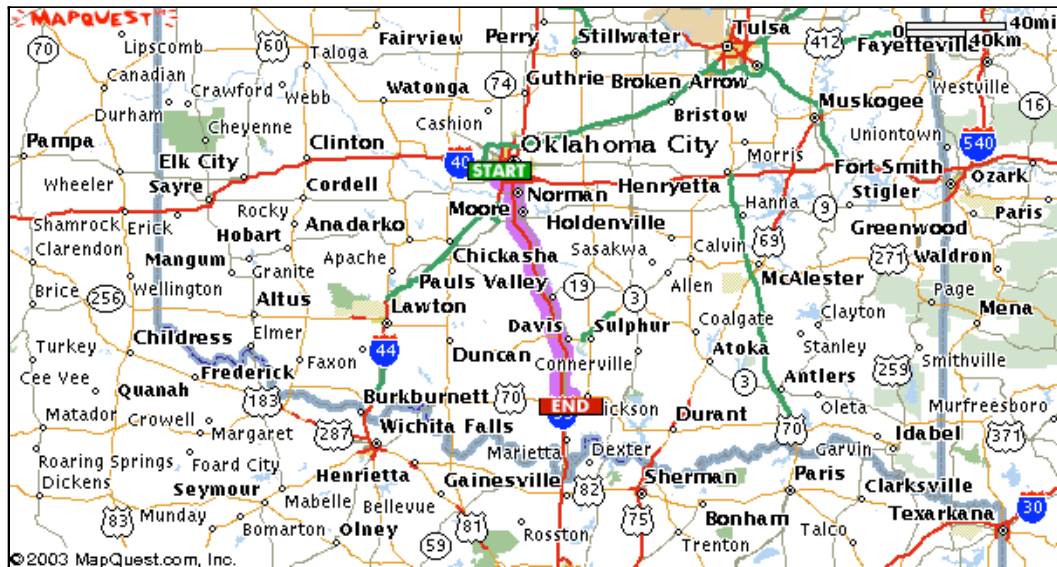 MAPQUEST
40mi
0
40km
70
Lipscomb
60
Taloga
Fairview
Perry
Stillwater
Tulsa
412
Fayetteville
Canadian
Crawford
Webb
Watonga
74
Guthrie
Broken Arrow
Westville
Durham
Cheyenne
Cashion
Bristow
Muskogee
16
Pampa
Elk City
Clinton
40
Oklahoma City
Morris
Uniontown
540
START
Wheeler
Sayre
Cordell
Norman
Henryetta
Fort Smith
Ozark
Shamrock
Erick
Rocky
Moore
Holdenville
Hanna
9
Stigler
Paris
Clarendon
Hobart
Anadarko
Sasakwa
Calvin
69
Greenwood
Mangum
Granite
Apache
Chickasha
Allen
McAlester
271
Waldron
Brice
256
Wellington
Altus
Lawton
Pauls Valley
19
3
Page
Mena
Childress
Elmer
Davis
Sulphur
Coalgate
Clayton
Turkey
Faxon
44
Duncan
Connerville
Atoka
Stanley
Smithville
Cee Vee
Quanah
Frederick
3
Antlers
259
Matador
Crowell
183
Burkburnett
70
END
ickson
Durant
Oleta
Murfreesboro
Margaret
287
Wichita Falls
70
Garvin
Idabel
371
Roaring Springs
Foard City
Marietta
Dexter
Dickens
Seymour
Mabelle
Henrietta
Gainesville
82
Sherman
Paris
Clarksville
83
Munday
Bomarton
Bellevue
Olney
81
59
Rosston
75
Bonham
Trenton
Talco
Texarkana
30
©2003 MapQuest.com, Inc.